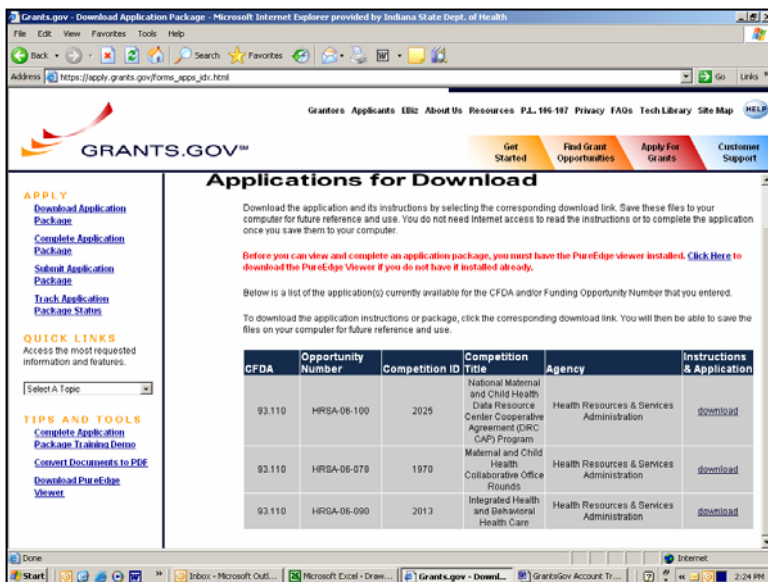 Grants.gov - Download Application Package - Microsoft Internet Explorer provided by Indiana State Dept. of Health
File Edit View Favorites Tools Help
Back Search Favorites
Address https://apply.grants.gov/forms_apps_idx.html Go Links »
Grantors Applicants EBiz About Us Resources P.L. 106-107 Privacy FAQs Tech Library Site Map HELP
GRANTS.GOV℠
Get Started
Find Grant Opportunities
Apply For Grants
Customer Support
APPLY
Download Application
Package
Complete Application
Package
Submit Application
Package
Track Application
Package Status
QUICK LINKS
Access the most requested
information and features.
Select A Topic
TIPS AND TOOLS
Complete Application
Package Training Demo
Convert Documents to PDF
Download PureEdge
Viewer
Applications for Download
Download the application and its instructions by selecting the corresponding download link. Save these files to your
computer for future reference and use. You do not need Internet access to read the instructions or to complete the application
once you save them to your computer.
Before you can view and complete an application package, you must have the PureEdge viewer installed. Click Here to
download the PureEdge Viewer if you do not have it installed already.
Below is a list of the application(s) currently available for the CFDA and/or Funding Opportunity Number that you entered.
To download the application instructions or package, click the corresponding download link. You will then be able to save the
files on your computer for future reference and use.
CFDA
Opportunity
Number
Competition ID
Competition
Title
Agency
Instructions
& Application
93.110
HRSA-06-100
2025
National Maternal
and Child Health
Data Resource
Center Cooperative
Agreement (DRC
CAP) Program
Health Resources & Services
Administration
download
93.110
HRSA-06-078
1970
Maternal and Child
Health
Collaborative Office
Rounds
Health Resources & Services
Administration
download
93.110
HRSA-06-090
2013
Integrated Health
and Behavioral
Health Care
Health Resources & Services
Administration
download
Done Internet
Start » Inbox - Microsoft Outl... Microsoft Excel - Draw... Grants.gov - Downl... GrantsGov Account Tr... « 2:24 PM